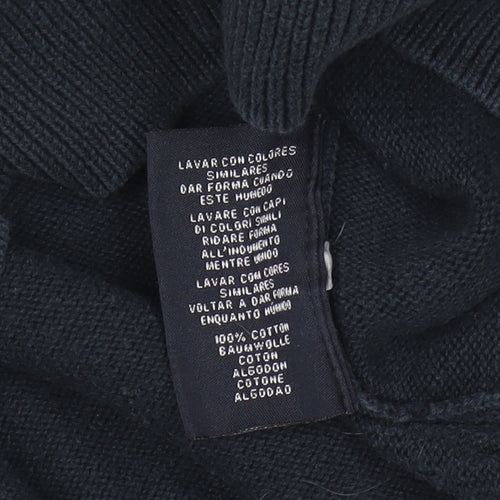 LAVAR CON COLORES
SIMILARES
DAR FORMA CUANDO
ESTE HUMEDO
LAVARE CON CAPI
DI COLORI SIMILI
RIDARE FORMA
ALL'INDUMENTO
MENTRE UMIDO
LAVAR COM CORES
SIMILARES
VOLTAR A DAR FORMA
ENQUANTO HÚMIDO
100% COTTON
BAUMWOLLE
COTON
ALGODON
COTONE
ALGODAO